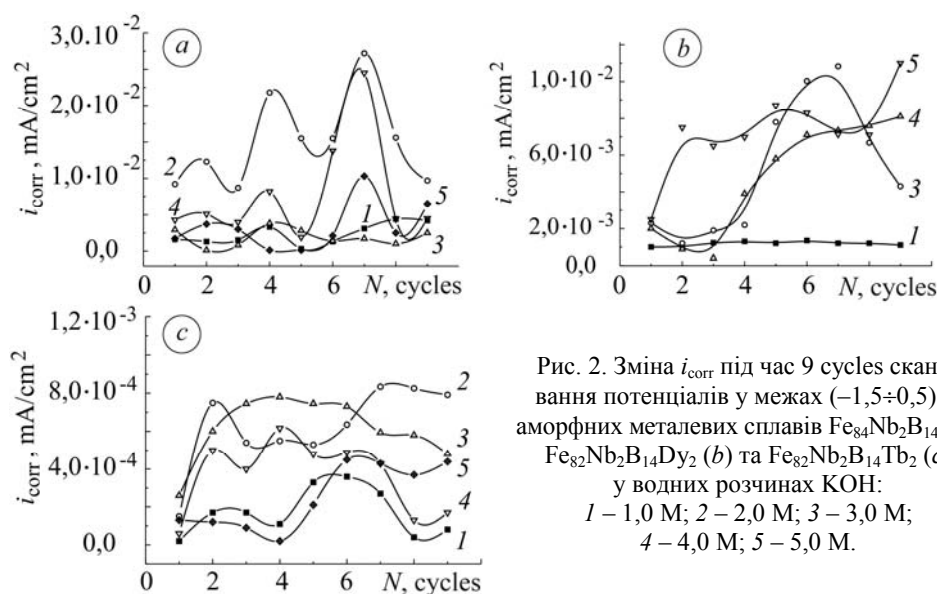 a
3,0·10⁻²
2,0·10⁻²
1,0·10⁻²
0,0
i_corr, mA/cm²
2
4
1
5
3
0 2 4 6 8 N, cycles
b
1,0·10⁻²
6,0·10⁻³
2,0·10⁻³
0,0
i_corr, mA/cm²
5
4
3
1
0 2 4 6 8 N, cycles
c
1,2·10⁻³
8,0·10⁻⁴
4,0·10⁻⁴
0,0
i_corr, mA/cm²
2
3
5
4
1
0 2 4 6 8 N, cycles
Рис. 2. Зміна i_corr під час 9 cycles скан
вання потенціалів у межах (–1,5÷0,5)
аморфних металевих сплавів Fe₈₄Nb₂B₁₄
Fe₈₂Nb₂B₁₄Dy₂ (b) та Fe₈₂Nb₂B₁₄Tb₂ (c
у водних розчинах KOH:
1 – 1,0 M; 2 – 2,0 M; 3 – 3,0 M;
4 – 4,0 M; 5 – 5,0 M.